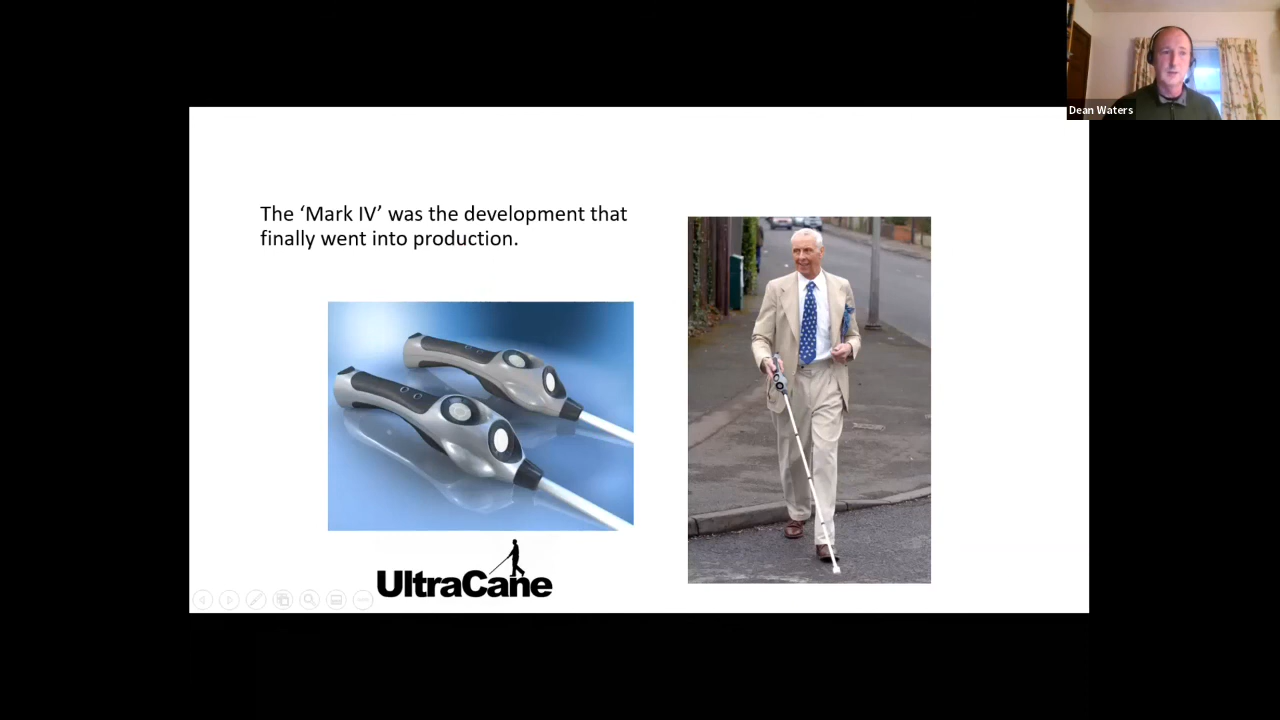 Dean Waters
The ‘Mark IV’ was the development that
finally went into production.
UltraCane